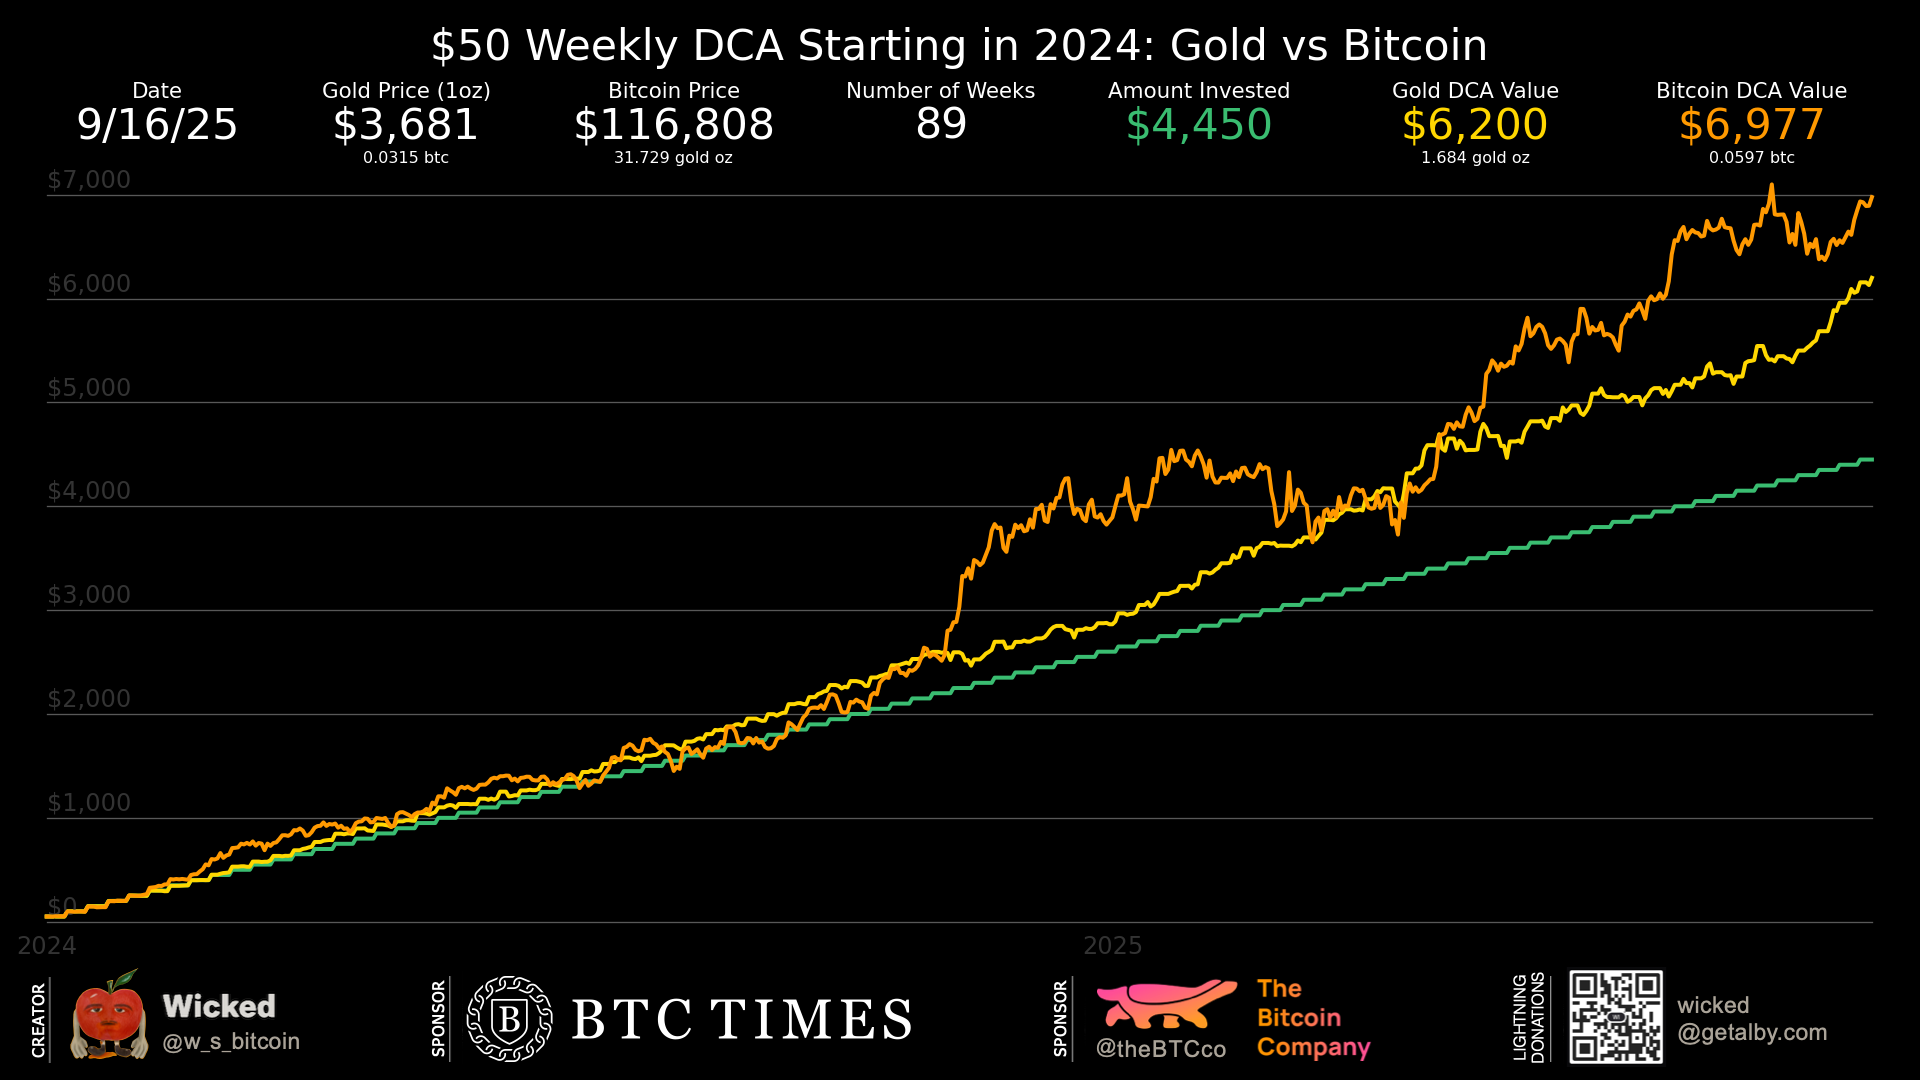 $50 Weekly DCA Starting in 2024: Gold vs Bitcoin
Date
9/16/25
Gold Price (1oz)
$3,681
0.0315 btc
Bitcoin Price
$116,808
31.729 gold oz
Number of Weeks
89
Amount Invested
$4,450
Gold DCA Value
$6,200
1.684 gold oz
Bitcoin DCA Value
$6,977
0.0597 btc
$7,000
$6,000
$5,000
$4,000
$3,000
$2,000
$1,000
$0
2024
2025
CREATOR
Wicked
@w_s_bitcoin
SPONSOR
B
BTC TIMES
SPONSOR
@theBTCco
The
Bitcoin
Company
LIGHTNING
DONATIONS
wicked
@getalby.com